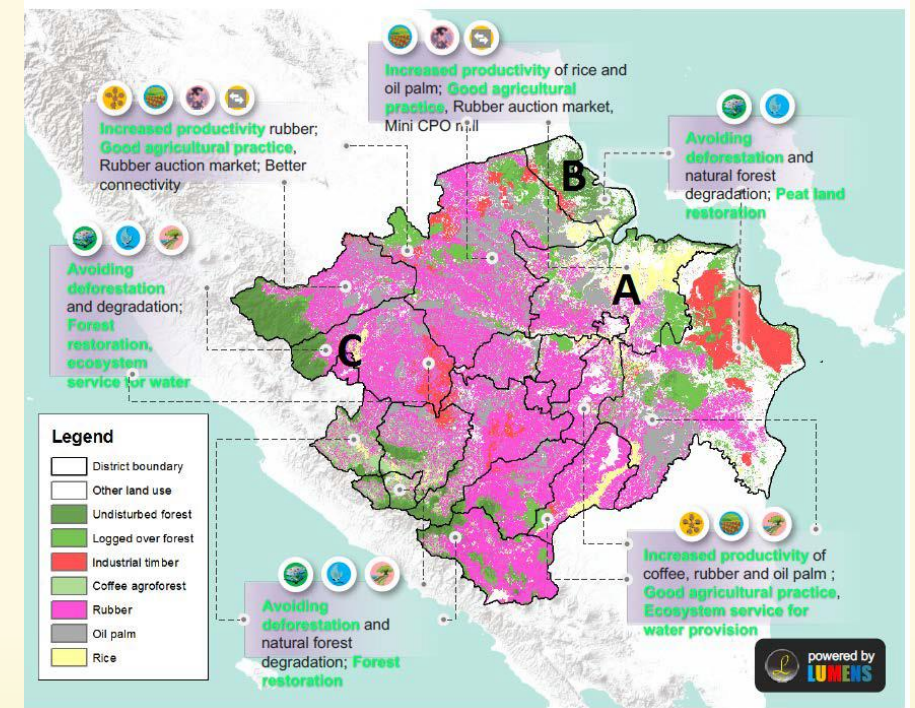 Increased productivity of rice and
oil palm; Good agricultural
practice, Rubber auction market,
Mini CPO mill
Increased productivity rubber;
Good agricultural practice,
Rubber auction market; Better
connectivity
Avoiding
deforestation and
natural forest
degradation; Peat land
restoration
B
A
C
Avoiding
deforestation
and degradation;
Forest
restoration,
ecosystem
service for water
Legend
District boundary
Other land use
Undisturbed forest
Logged over forest
Industrial timber
Coffee agroforest
Rubber
Oil palm
Rice
Avoiding
deforestation and
natural forest
degradation; Forest
restoration
Increased productivity of
coffee, rubber and oil palm ;
Good agricultural practice,
Ecosystem service for
water provision
L
powered by
LUMENS